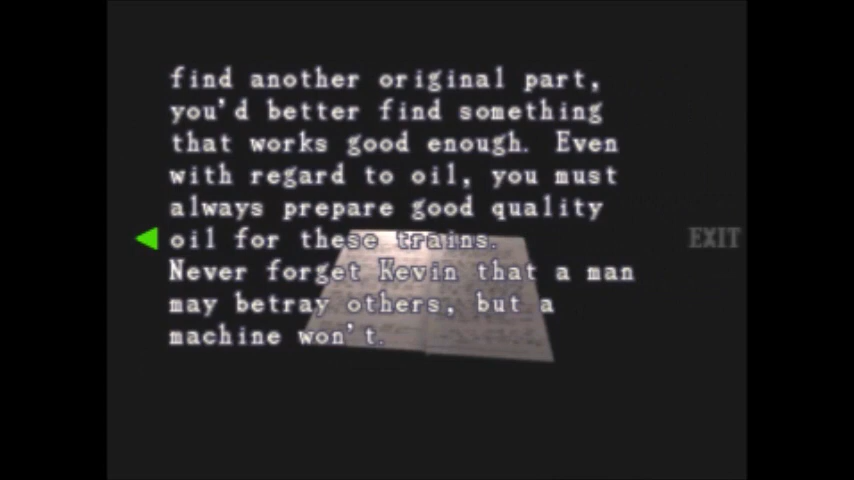 find another original part,
you'd better find something
that works good enough. Even
with regard to oil, you must
always prepare good quality
oil for these trains.
EXIT
Never forget Kevin that a man
may betray others, but a
machine won't.